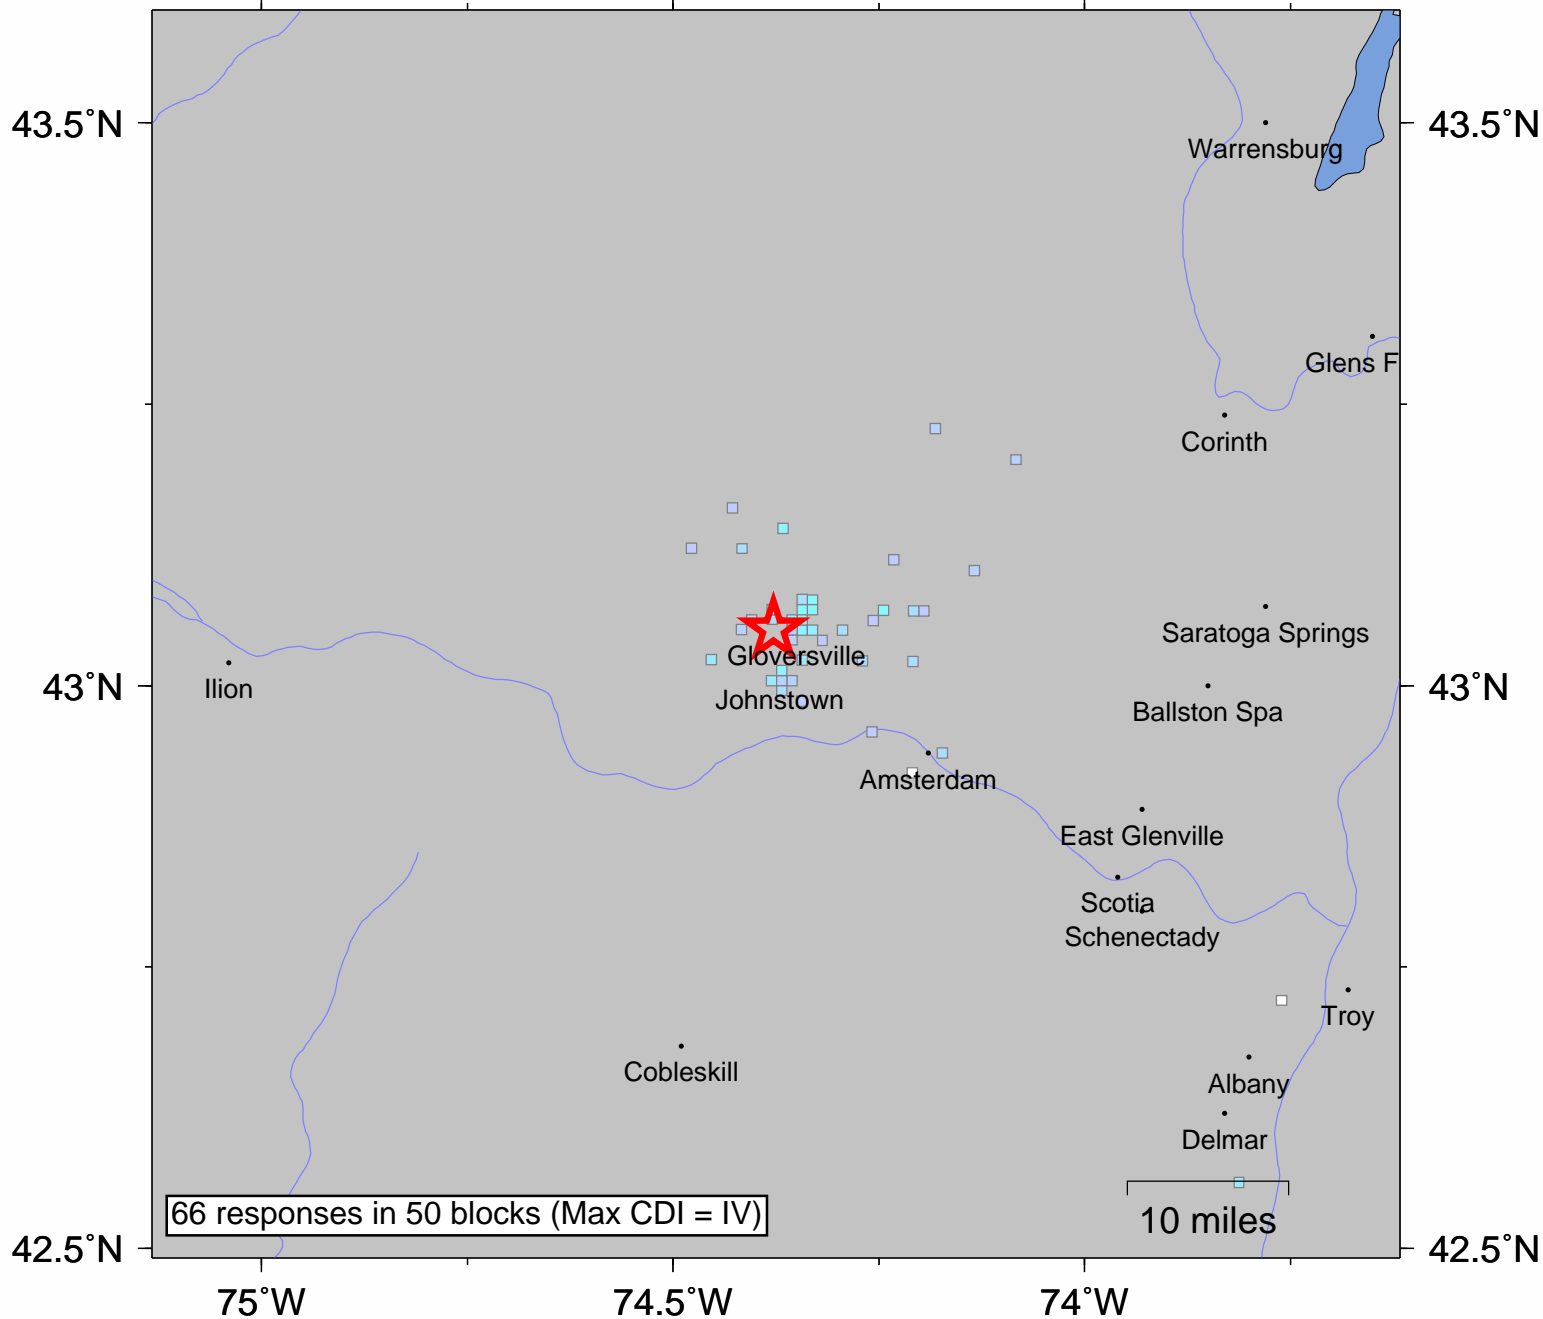 43.5°N
43.5°N
Warrensburg
Glens F
Corinth
Saratoga Springs
Gloversville
43°N
43°N
Ilion
Johnstown
Ballston Spa
Amsterdam
East Glenville
Scotia
Schenectady
Troy
Cobleskill
Albany
Delmar
66 responses in 50 blocks (Max CDI = IV)
10 miles
42.5°N
42.5°N
75°W
74.5°W
74°W